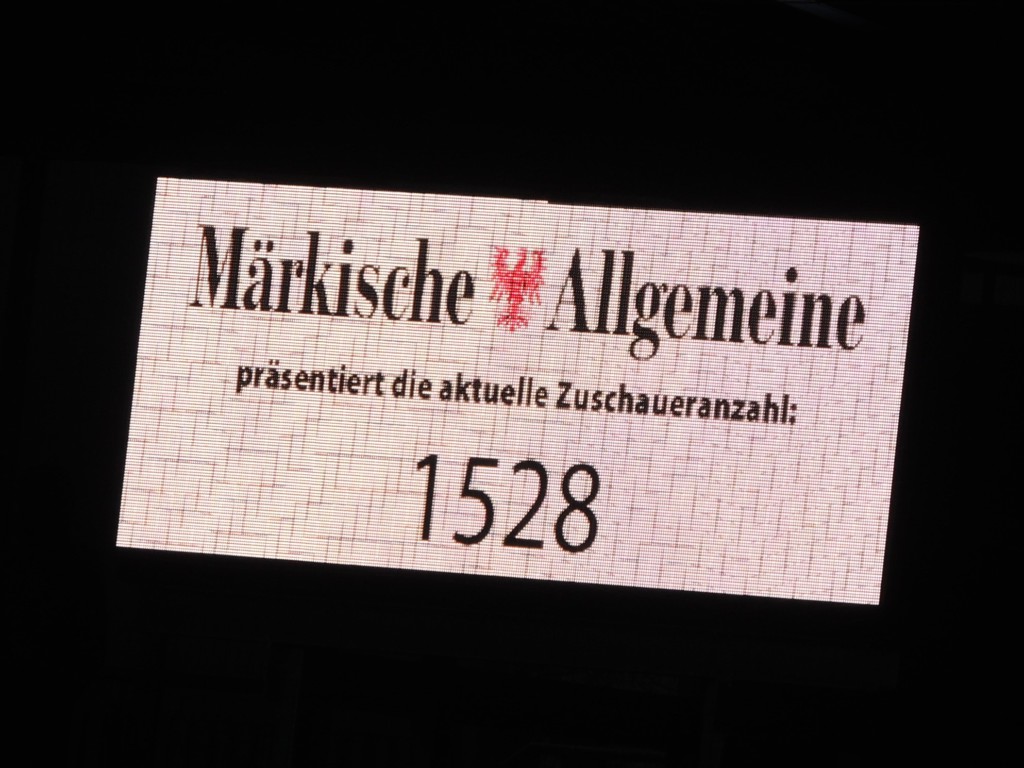 Märkische Allgemeine
präsentiert die aktuelle Zuschaueranzahl:
1528